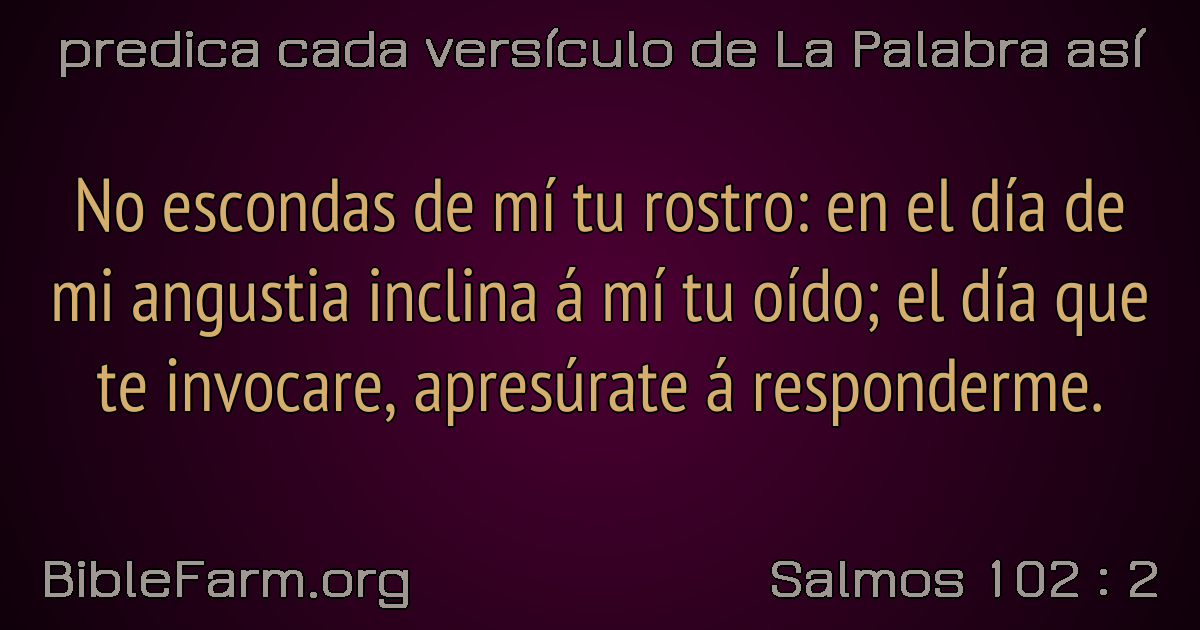 predica cada versículo de La Palabra así
No escondas de mí tu rostro: en el día de
mi angustia inclina á mí tu oído; el día que
te invocare, apresúrate á responderme.
BibleFarm.org
Salmos 102 : 2